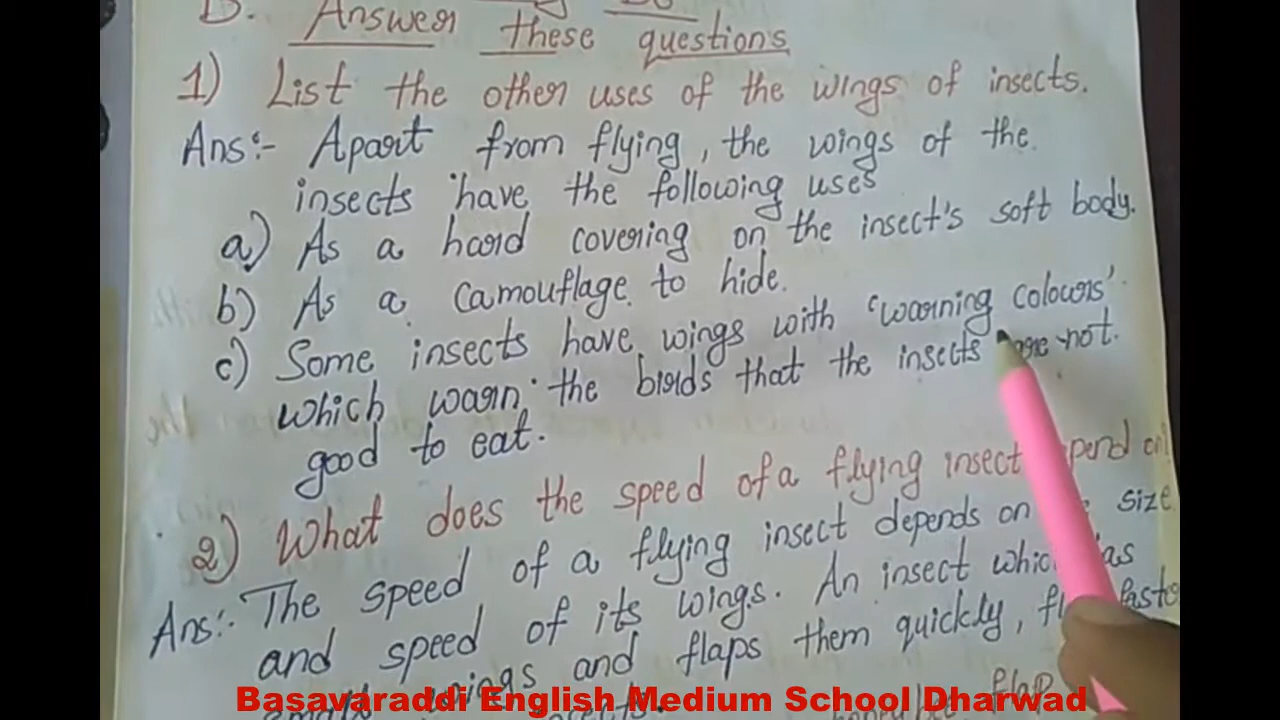 B. Answer these questions
1) List the other uses of the wings of insects.
Ans:- Apart from flying, the wings of the
insects have the following uses
a) As a hard covering on the insect's soft body.
b) As a camouflage to hide.
c) Some insects have wings with 'warning colours'.
which warn the birds that the insects are not.
good to eat.
2) What does the speed of a flying insect
Ans:- The speed of a flying insect depends on size
and speed of its wings. An insect which has
wings and flaps them quickly,
flap
Basavaraddi English Medium School Dharwad